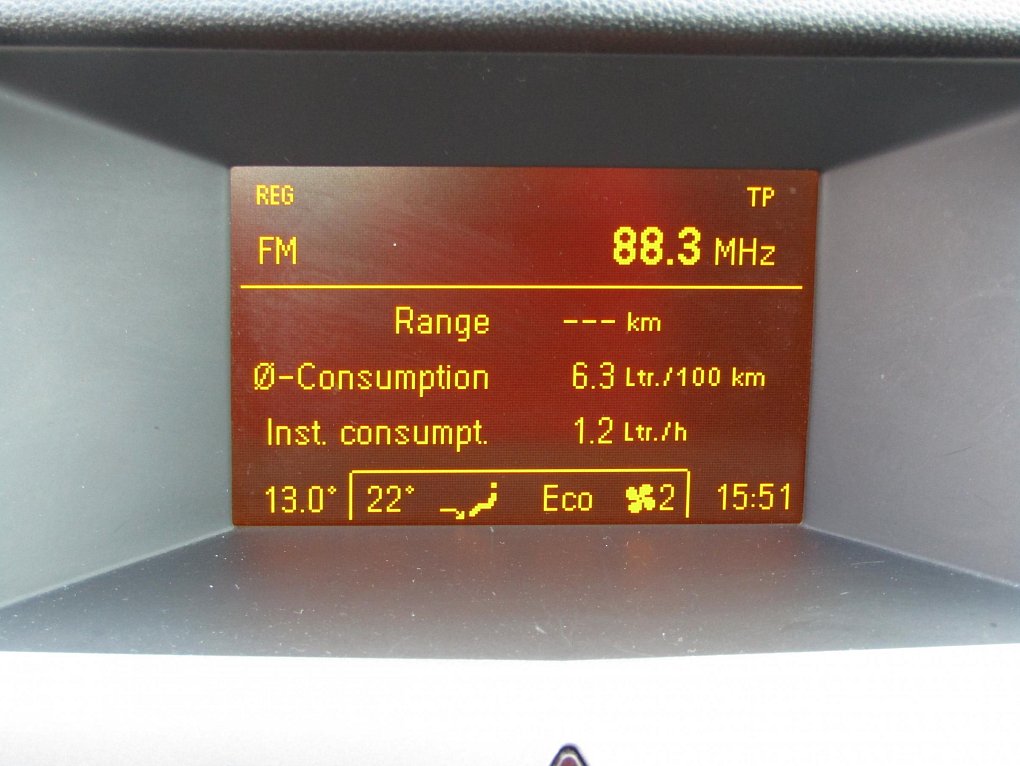 REG TP
FM 88.3 MHz
Range --- km
Ø-Consumption 6.3 Ltr./100 km
Inst. consumpt. 1.2 Ltr./h
13.0° 22° Eco 2 15:51